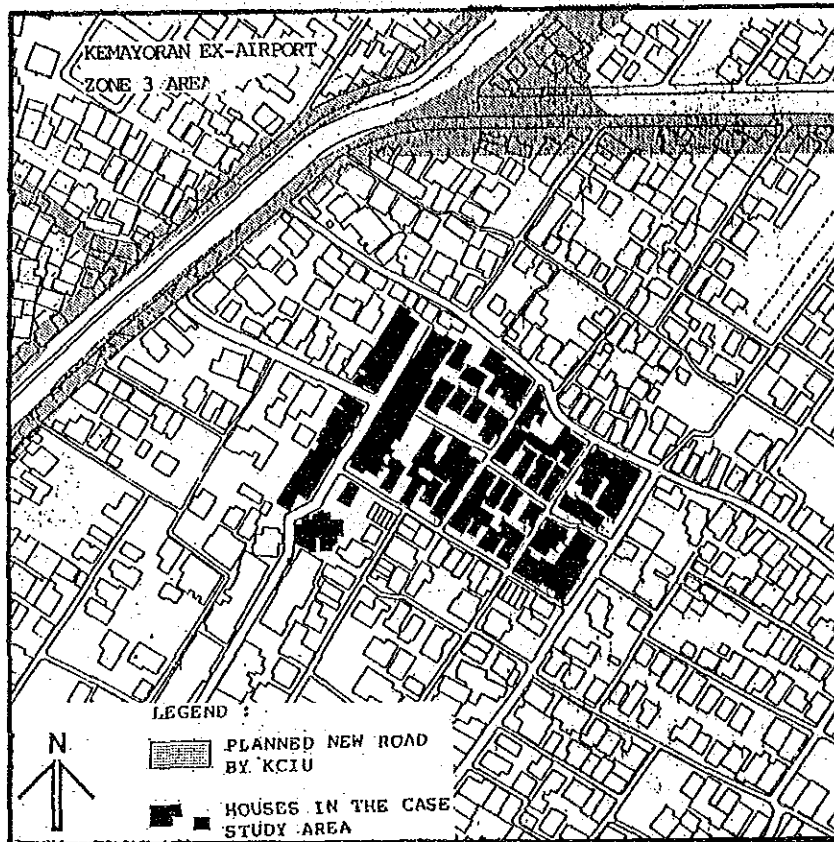 KEMAYORAN EX-AIRPORT
ZONE 3 AREA
LEGEND :
N
PLANNED NEW ROAD
BY KCIU
HOUSES IN THE CASE
STUDY AREA